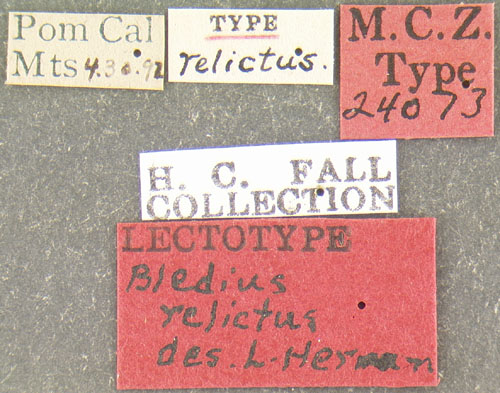 Pom Cal
Mts 4.30.92
TYPE
relictus.
M.C.Z.
Type
24073
H. C. FALL
COLLECTION
LECTOTYPE
Bledius
relictus
des. L. Herman